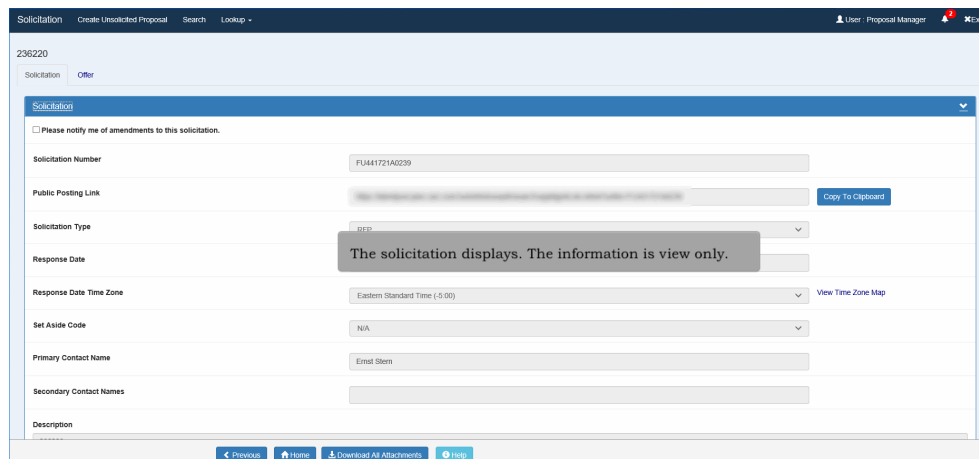 Solicitation Create Unsolicited Proposal Search Lookup User : Proposal Manager 2
236220
Solicitation Offer
Solicitation
Please notify me of amendments to this solicitation.
Solicitation Number FU441721A0239
Public Posting Link Copy To Clipboard
Solicitation Type RFP
The solicitation displays. The information is view only.
Response Date
Response Date Time Zone Eastern Standard Time (-5:00) View Time Zone Map
Set Aside Code N/A
Primary Contact Name Ernst Stern
Secondary Contact Names
Description
Previous Home Download All Attachments Help